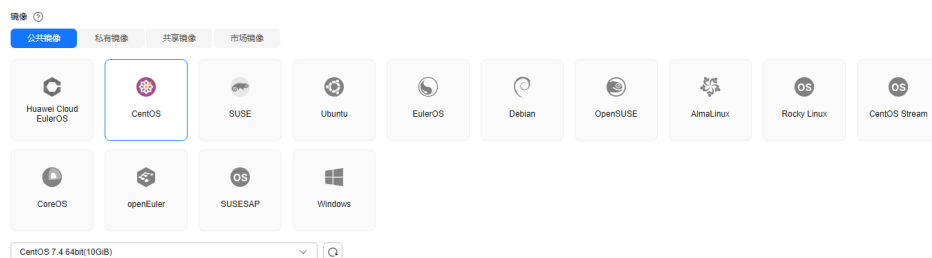 镜像
公共镜像 私有镜像 共享镜像 市场镜像
Huawei Cloud EulerOS
CentOS
SUSE
Ubuntu
EulerOS
Debian
OpenSUSE
AlmaLinux
OS
Rocky Linux
OS
CentOS Stream
CoreOS
openEuler
OS
SUSESAP
Windows
CentOS 7.4 64bit(10GiB)